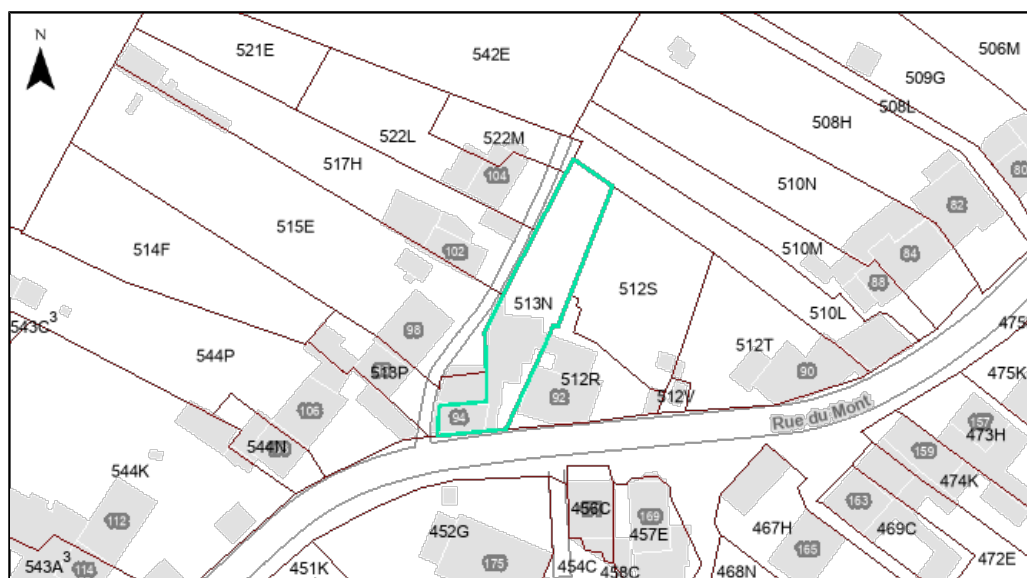 N
521E
542E
506M
509G
508L
508H
522L
522M
517H
104
80
510N
82
515E
514F
102
510M
84
88
513N
512S
510L
543C³
98
475
544P
512T
513P
90
475K
512R
92
512V
106
94
Rue du Mont
157
473H
544N
159
544K
474K
456C
163
112
452G
169
457E
467H
469C
165
543A³
114
451K
175
454C
458C
468N
472E